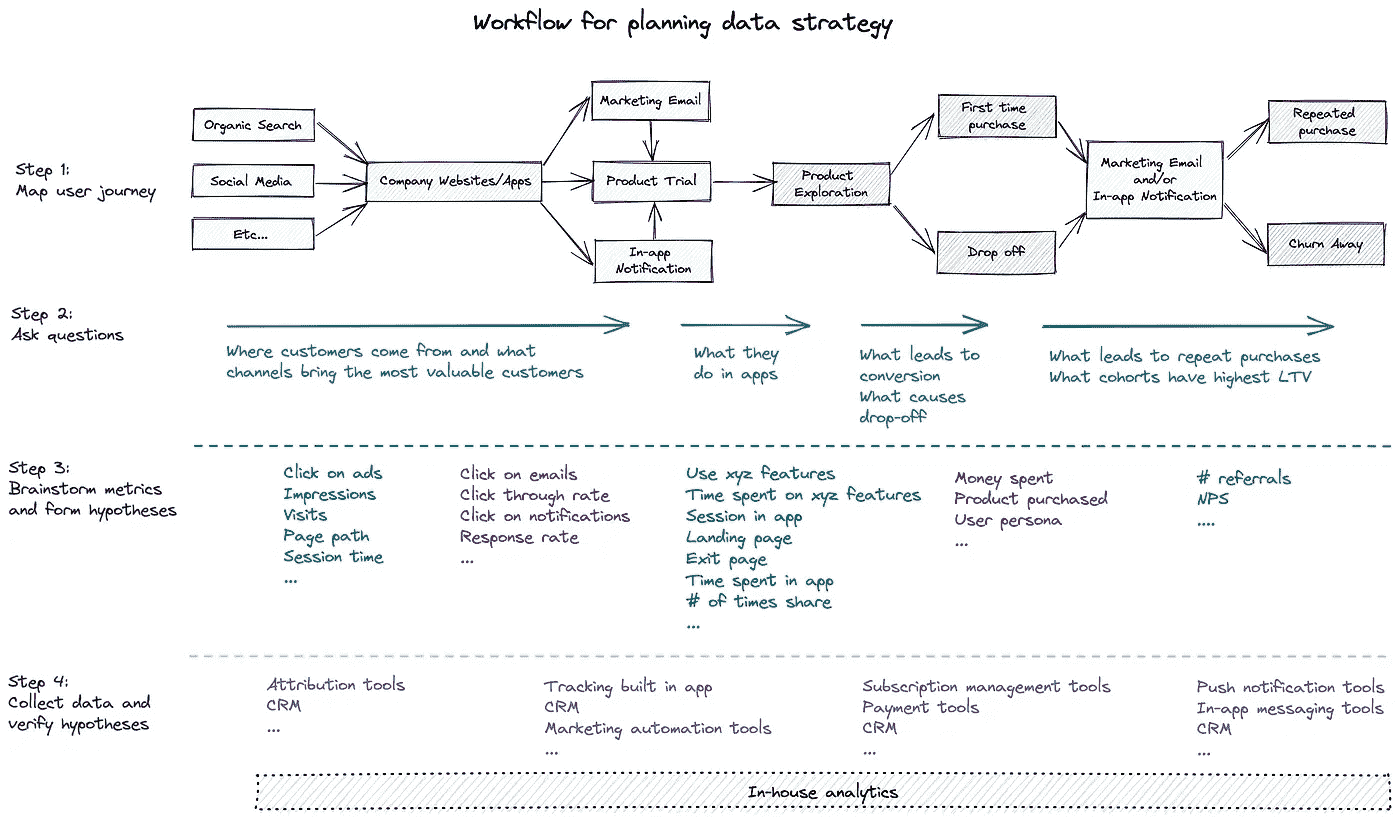 Workflow for planning data strategy
Step 1:
Map user journey
Organic Search
Social Media
Etc...
Company Websites/Apps
Marketing Email
Product Trial
In-app
Notification
Product
Exploration
First time
purchase
Drop off
Marketing Email
and/or
In-app Notification
Repeated
purchase
Churn Away
Step 2:
Ask questions
Where customers come from and what
channels bring the most valuable customers
What they
do in apps
What leads to
conversion
What causes
drop-off
What leads to repeat purchases
What cohorts have highest LTV
Step 3:
Brainstorm metrics
and form hypotheses
Click on ads
Impressions
Visits
Page path
Session time
...
Click on emails
Click through rate
Click on notifications
Response rate
...
Use xyz features
Time spent on xyz features
Session in app
Landing page
Exit page
Time spent in app
# of times share
...
Money spent
Product purchased
User persona
...
# referrals
NPS
....
Step 4:
Collect data and
verify hypotheses
Attribution tools
CRM
...
Tracking built in app
CRM
Marketing automation tools
...
Subscription management tools
Payment tools
CRM
...
Push notification tools
In-app messaging tools
CRM
...
In-house analytics